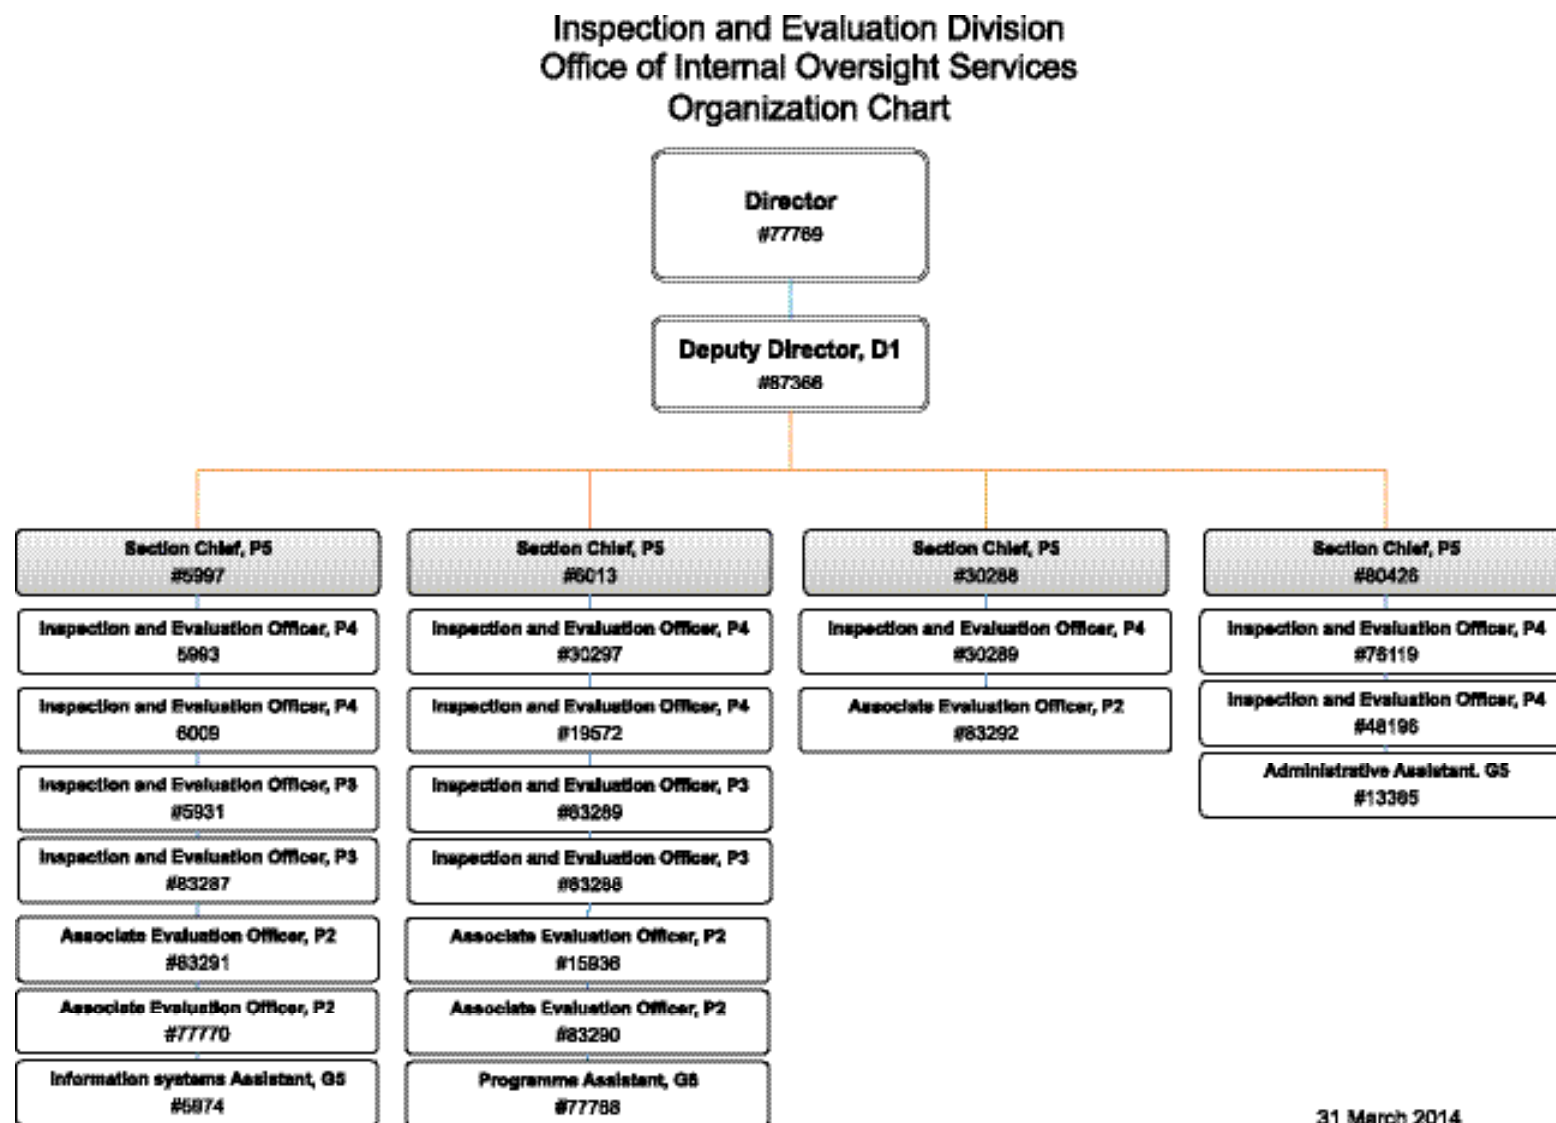 Inspection and Evaluation Division
Office of Internal Oversight Services
Organization Chart
Director
#77769
Deputy Director, D1
#87366
Section Chief, P5
#5997
Inspection and Evaluation Officer, P4
5993
Inspection and Evaluation Officer, P4
6009
Inspection and Evaluation Officer, P3
#5931
Inspection and Evaluation Officer, P3
#83287
Associate Evaluation Officer, P2
#83291
Associate Evaluation Officer, P2
#77770
Information systems Assistant, G5
#5974
Section Chief, P5
#6013
Inspection and Evaluation Officer, P4
#30297
Inspection and Evaluation Officer, P4
#19572
Inspection and Evaluation Officer, P3
#83289
Inspection and Evaluation Officer, P3
#83288
Associate Evaluation Officer, P2
#15936
Associate Evaluation Officer, P2
#83290
Programme Assistant, G6
#77768
Section Chief, P5
#30288
Inspection and Evaluation Officer, P4
#30289
Associate Evaluation Officer, P2
#83292
Section Chief, P5
#80426
Inspection and Evaluation Officer, P4
#76119
Inspection and Evaluation Officer, P4
#48196
Administrative Assistant. G5
#13365
31 March 2014